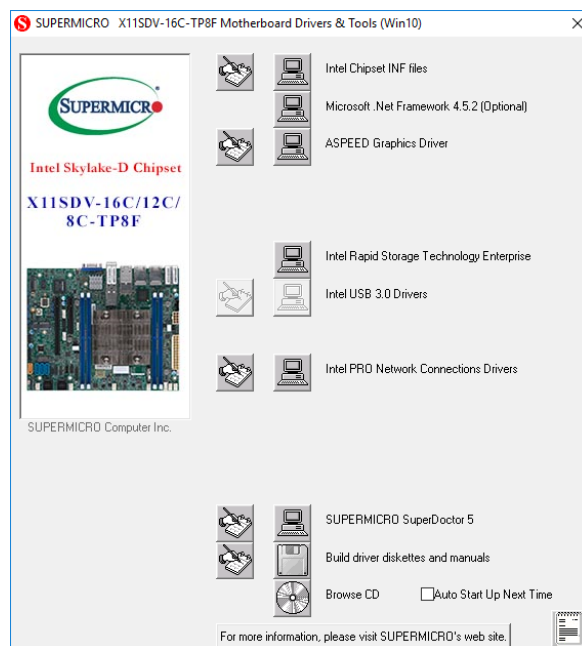 SUPERMICRO X11SDV-16C-TP8F Motherboard Drivers & Tools (Win10)
SUPERMICR
Intel Skylake-D Chipset
X11SDV-16C/12C/
8C-TP8F
SUPERMICRO Computer Inc.
Intel Chipset INF files
Microsoft .Net Framework 4.5.2 (Optional)
ASPEED Graphics Driver
Intel Rapid Storage Technology Enterprise
Intel USB 3.0 Drivers
Intel PRO Network Connections Drivers
SUPERMICRO SuperDoctor 5
Build driver diskettes and manuals
Browse CD
Auto Start Up Next Time
For more information, please visit SUPERMICRO's web site.